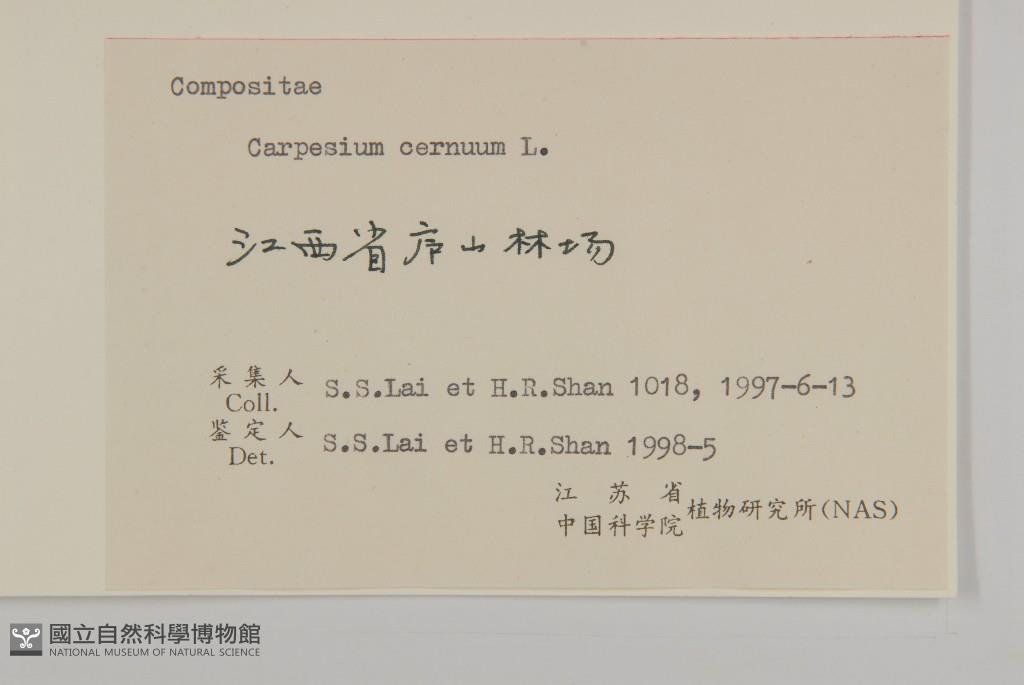 Compositae
Carpesium cernuum L.
江西省庐山林场
采集人 S.S.Lai et H.R.Shan 1018, 1997-6-13
Coll.
鉴定人 S.S.Lai et H.R.Shan 1998-5
Det.
江苏省
中国科学院 植物研究所(NAS)
國立自然科學博物館
NATIONAL MUSEUM OF NATURAL SCIENCE